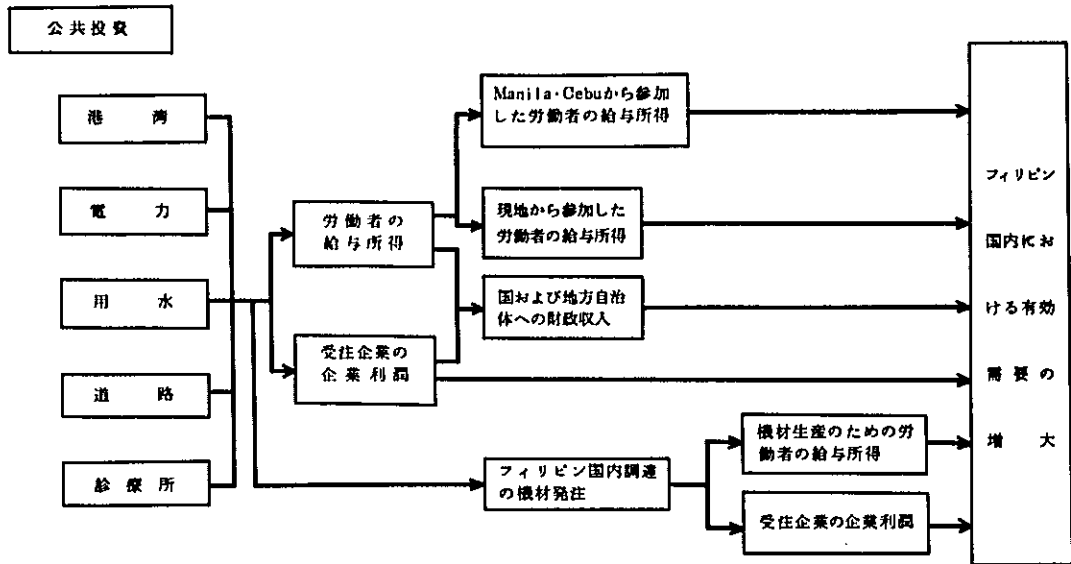 公共投資
港湾
電力
用水
道路
診療所
労働者の
給与所得
受注企業の
企業利潤
Manila・Cebuから参加
した労働者の給与所得
現地から参加した
労働者の給与所得
国および地方自治
体への財政収入
フィリピン国内調達
の機材発注
機材生産のための労
働者の給与所得
受注企業の企業利潤
フィリピン
国内にお
ける有効
需要の
増大